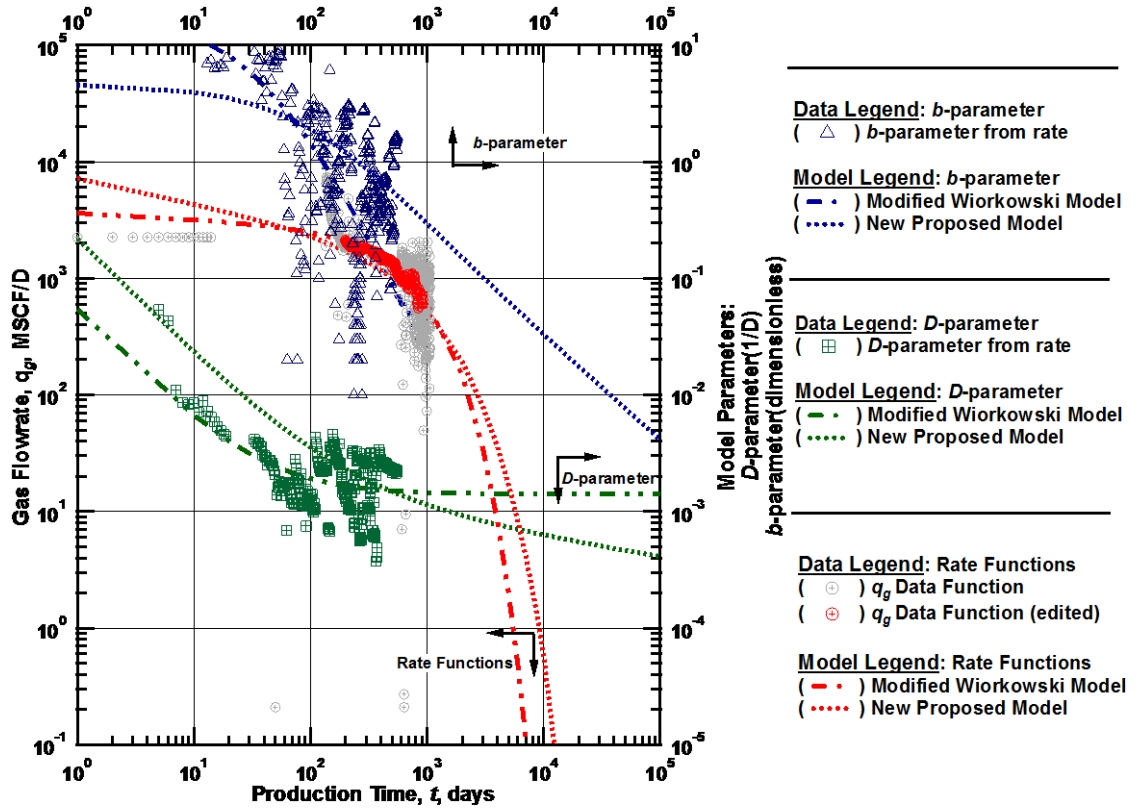 10^0 10^1 10^2 10^3 10^4 10^5
10^5 10^4 10^3 10^2 10^1 10^0 10^-1
Gas Flowrate, q_g, MSCF/D
b-parameter
D-parameter
Rate Functions
10^1 10^0 10^-1 10^-2 10^-3 10^-4 10^-5
Model Parameters:
D-parameter(1/D)
b-parameter(dimensionless)
10^0 10^1 10^2 10^3 10^4 10^5
Production Time, t, days
Data Legend: b-parameter
( △ ) b-parameter from rate
Model Legend: b-parameter
( ) Modified Wiorkowski Model
( ) New Proposed Model
Data Legend: D-parameter
( ⊞ ) D-parameter from rate
Model Legend: D-parameter
( ) Modified Wiorkowski Model
( ) New Proposed Model
Data Legend: Rate Functions
( ⊕ ) q_g Data Function
( ⊕ ) q_g Data Function (edited)
Model Legend: Rate Functions
( ) Modified Wiorkowski Model
( ) New Proposed Model